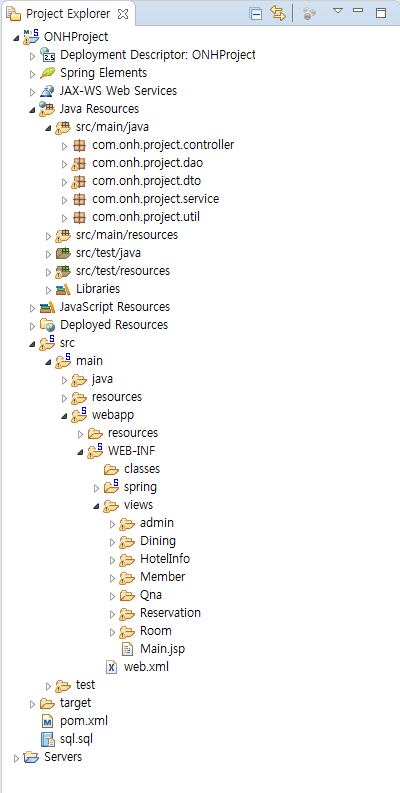 Project Explorer
ONHProject
Deployment Descriptor: ONHProject
Spring Elements
JAX-WS Web Services
Java Resources
src/main/java
com.onh.project.controller
com.onh.project.dao
com.onh.project.dto
com.onh.project.service
com.onh.project.util
src/main/resources
src/test/java
src/test/resources
Libraries
JavaScript Resources
Deployed Resources
src
main
java
resources
webapp
resources
WEB-INF
classes
spring
views
admin
Dining
HotelInfo
Member
Qna
Reservation
Room
Main.jsp
web.xml
test
target
pom.xml
sql.sql
Servers